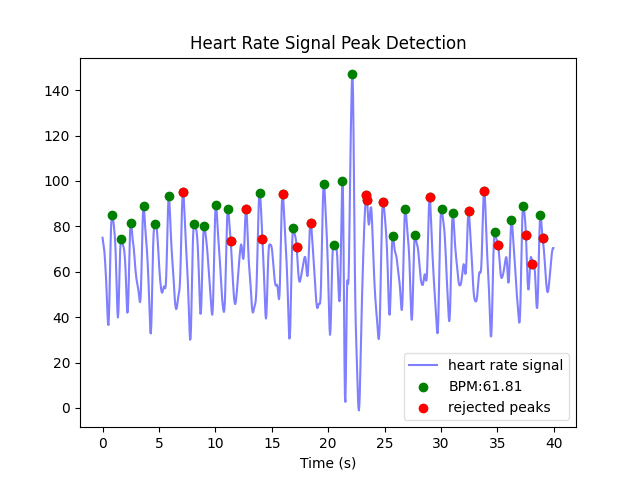 Heart Rate Signal Peak Detection
140
120
100
80
60
40
20
0
heart rate signal
BPM:61.81
rejected peaks
0 5 10 15 20 25 30 35 40
Time (s)